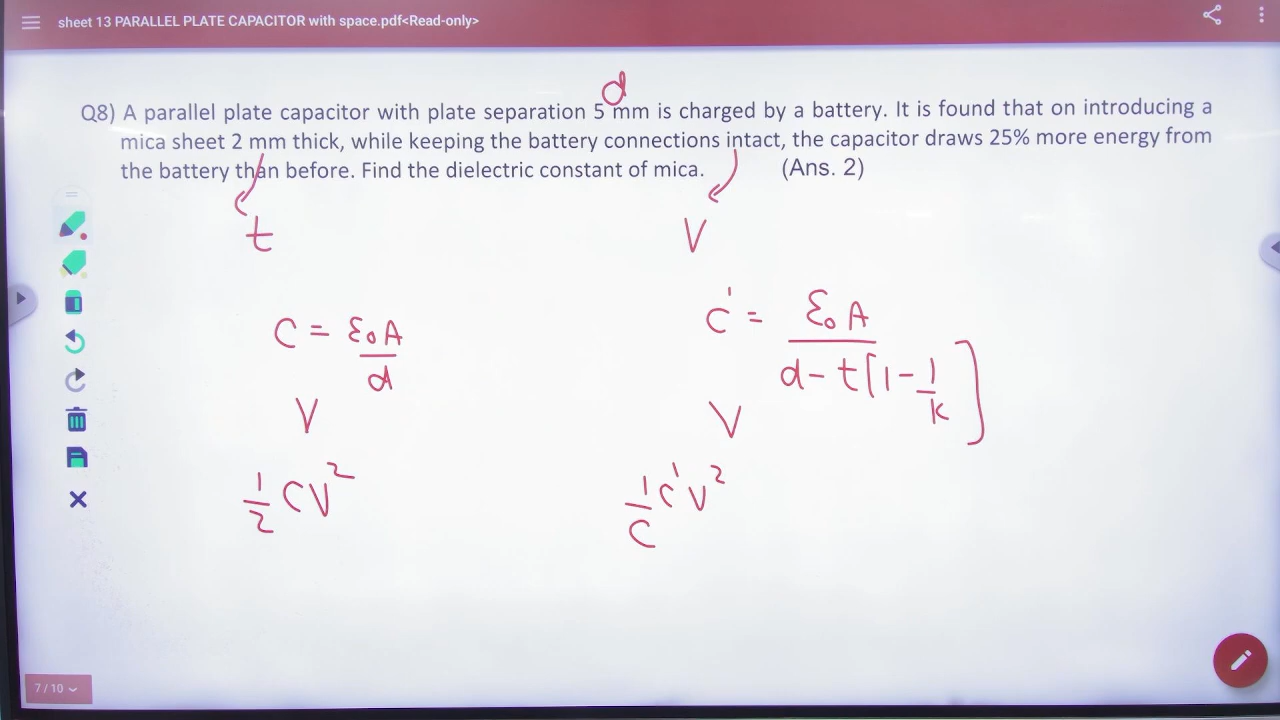 sheet 13 PARALLEL PLATE CAPACITOR with space.pdf<Read-only>
d
Q8) A parallel plate capacitor with plate separation 5 mm is charged by a battery. It is found that on introducing a
mica sheet 2 mm thick, while keeping the battery connections intact, the capacitor draws 25% more energy from
the battery than before. Find the dielectric constant of mica. (Ans. 2)
t
V
C = ε₀A/d
C' = ε₀A/d - t[1 - 1/k]
V
V
1/2 CV²
1/C C'V²
7 / 10